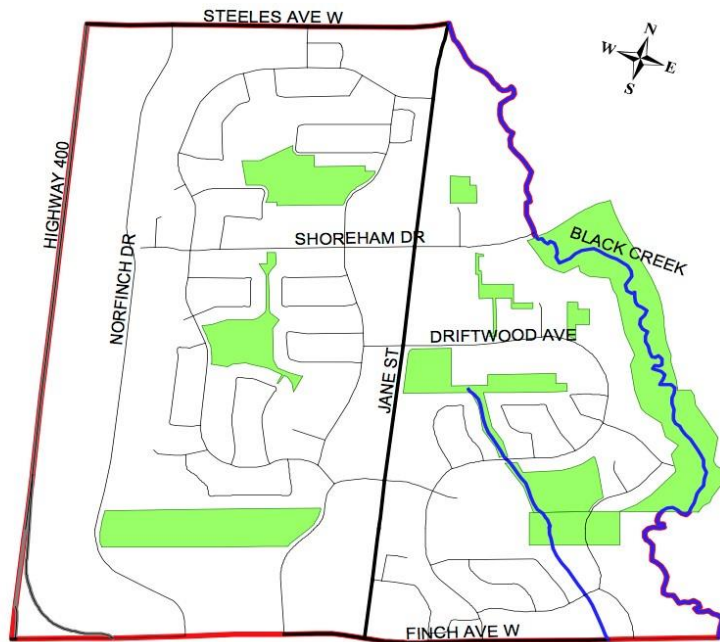 STEELES AVE W
N
W
E
S
HIGHWAY 400
SHOREHAM DR
BLACK CREEK
NORFINCH DR
DRIFTWOOD AVE
JANE ST
FINCH AVE W